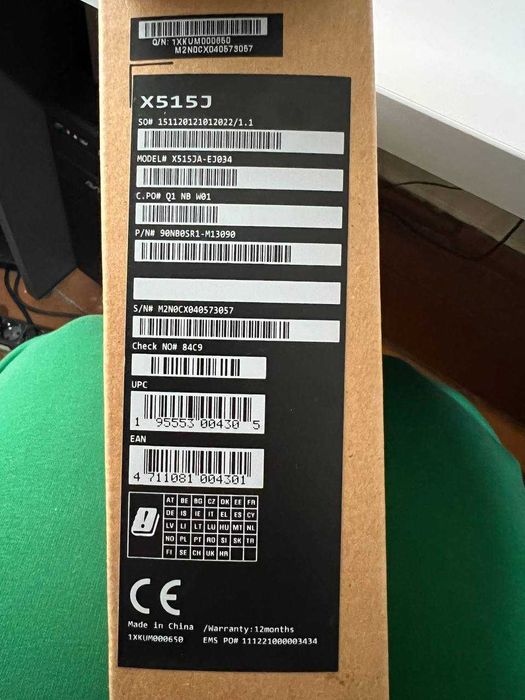 Q/N: 1XKUM000650
M2N0CX040573057
X515J
SO# 151120121012022/1.1
MODEL# X515JA-EJ034
C.PO# Q1 NB W01
P/N# 90NB0SR1-M13090
S/N# M2N0CX040573057
Check NO# 84C9
UPC
1 95553 00430 5
EAN
4 711081 004301
AT BE BG CZ DK EE FR
DE IS IE IT EL ES CY
LV LI LT LU HU MT NL
NO PL PT RO SI SK TR
FI SE CH UK HR
CE
Made in China /Warranty:12months
1XKUM000650 EMS PO# 111221000003434